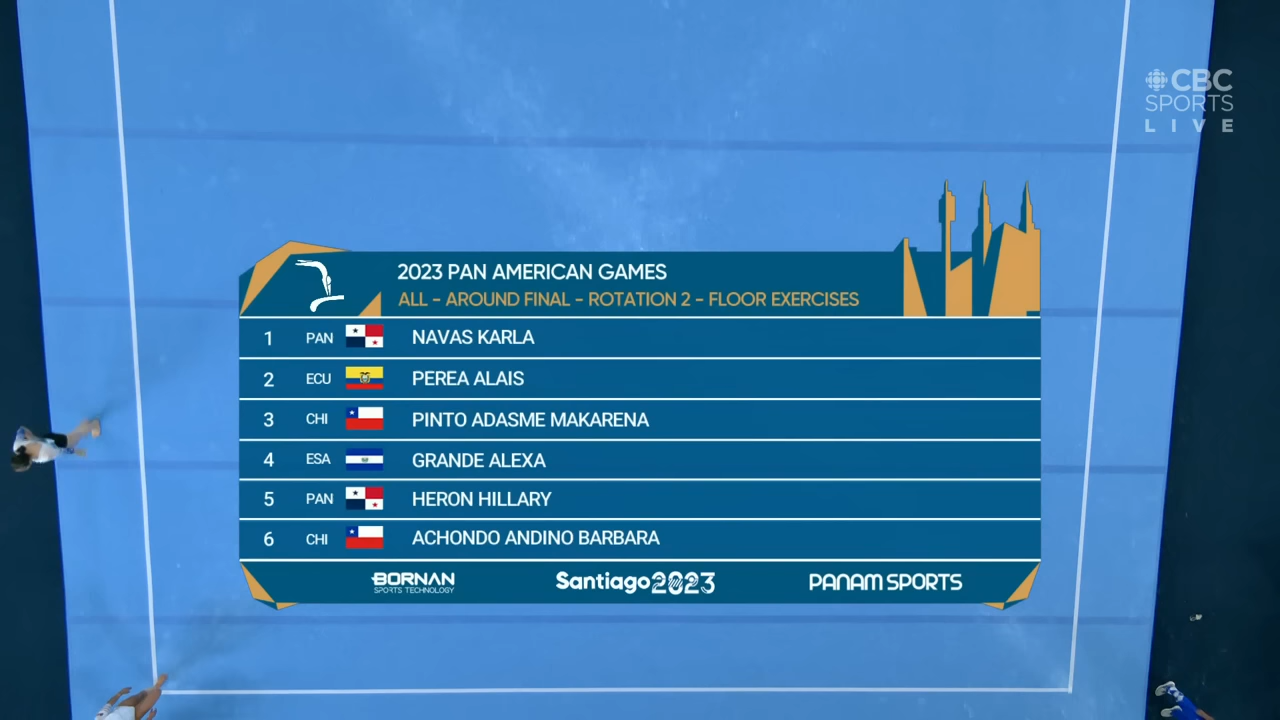 CBC
SPORTS
LIVE
2023 PAN AMERICAN GAMES
ALL - AROUND FINAL - ROTATION 2 - FLOOR EXERCISES
1 PAN NAVAS KARLA
2 ECU PEREA ALAIS
3 CHI PINTO ADASME MAKARENA
4 ESA GRANDE ALEXA
5 PAN HERON HILLARY
6 CHI ACHONDO ANDINO BARBARA
BORNAN
SPORTS TECHNOLOGY
Santiago2023
PANAM SPORTS